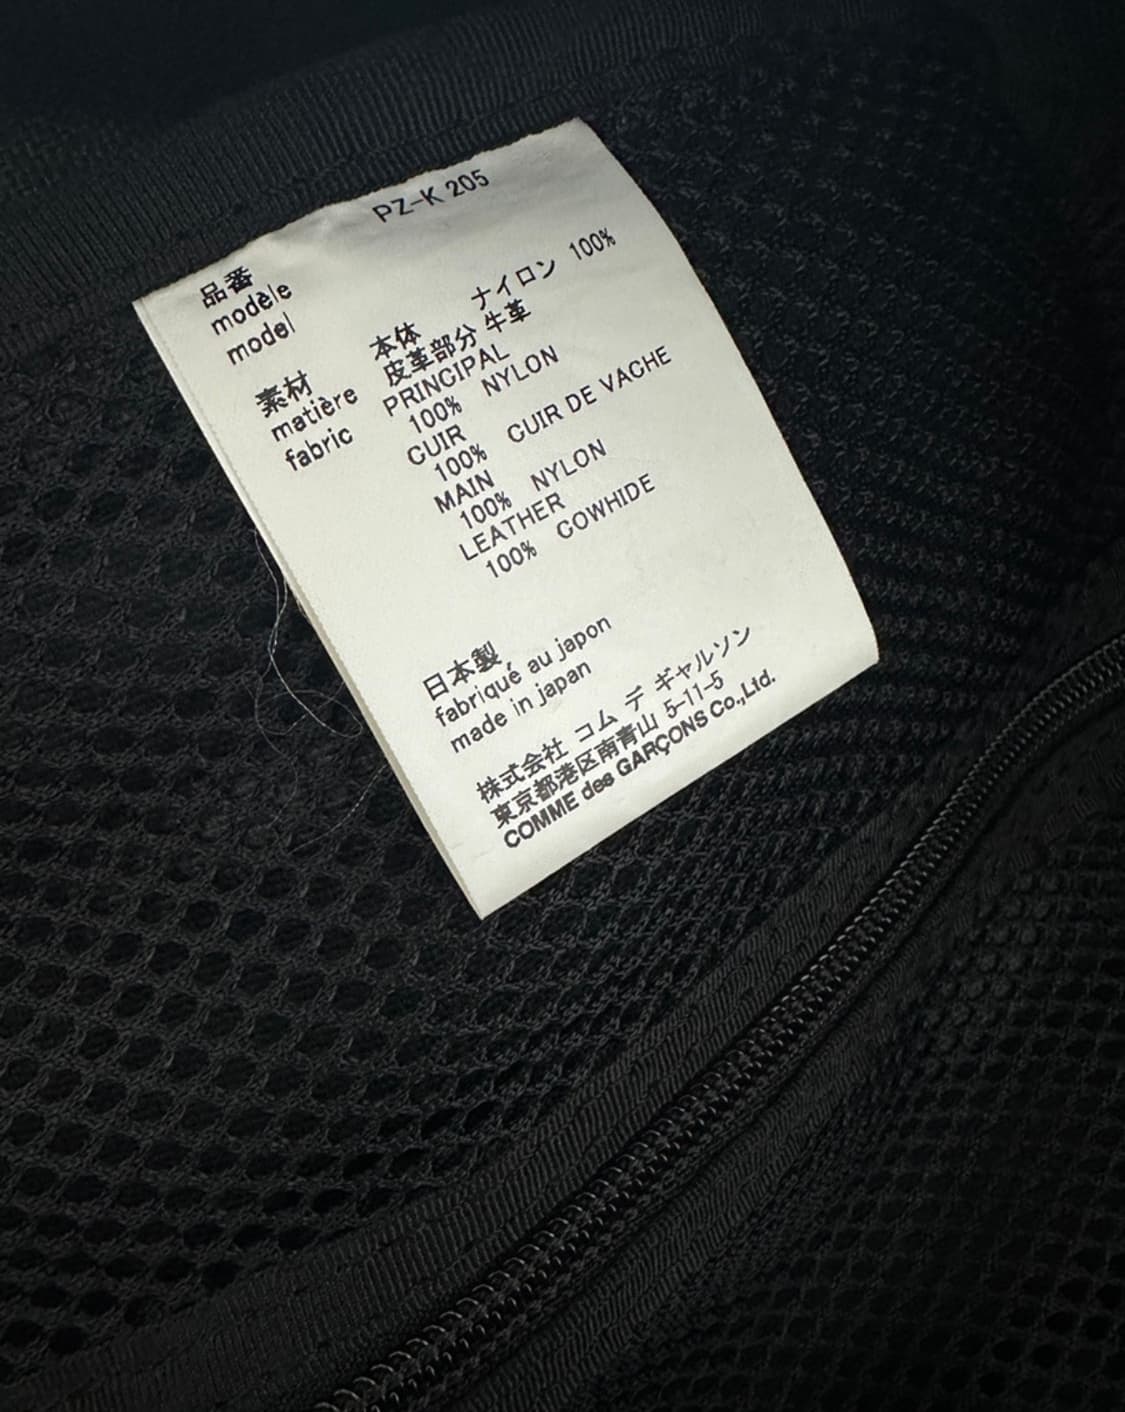 PZ-K 205
品番
modèle
model
素材
matière
fabric
本体 ナイロン 100%
皮革部分 牛革
PRINCIPAL
100% NYLON
CUIR
100% CUIR DE VACHE
MAIN
100% NYLON
LEATHER
100% COWHIDE
日本製
fabriqué au japon
made in japan
株式会社 コム デ ギャルソン
東京都港区南青山 5-11-5
COMME des GARÇONS Co.,Ltd.